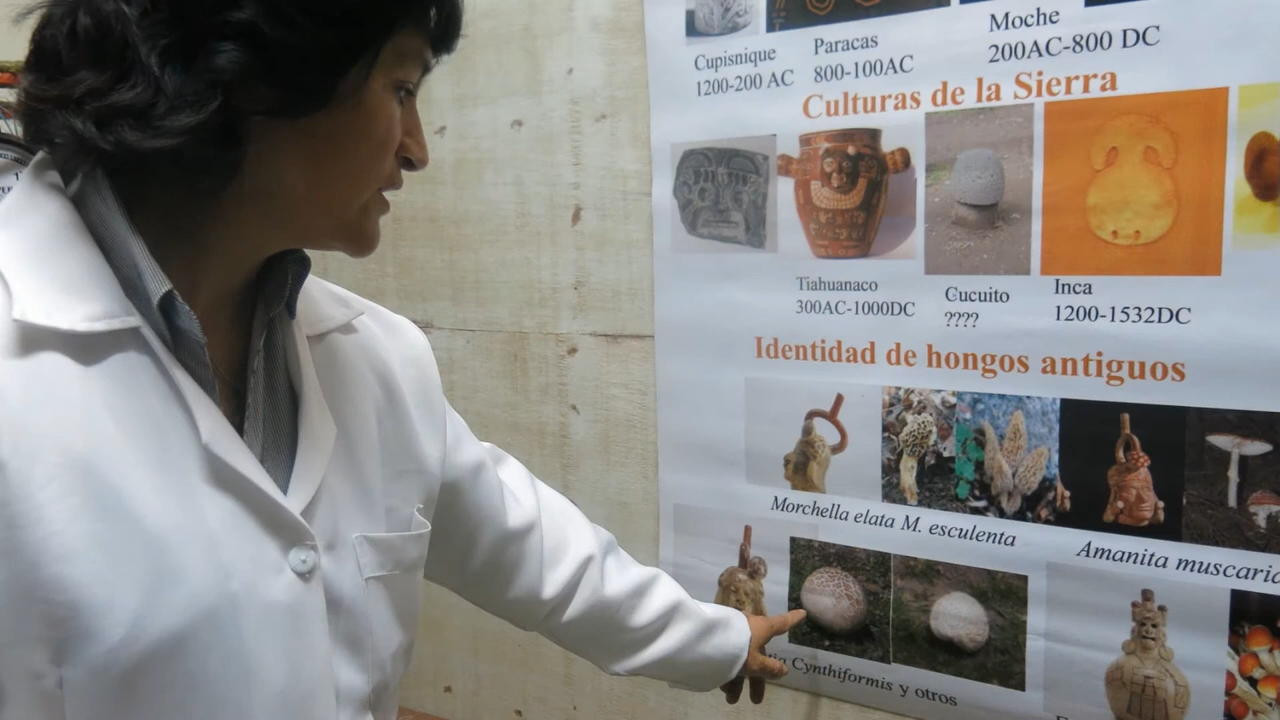 Cupisnique
1200-200 AC
Paracas
800-100AC
Moche
200AC-800 DC
Culturas de la Sierra
Tiahuanaco
300AC-1000DC
Cucuito
????
Inca
1200-1532DC
Identidad de hongos antiguos
Morchella elata M. esculenta
Amanita muscaria
Cynthiformis y otros